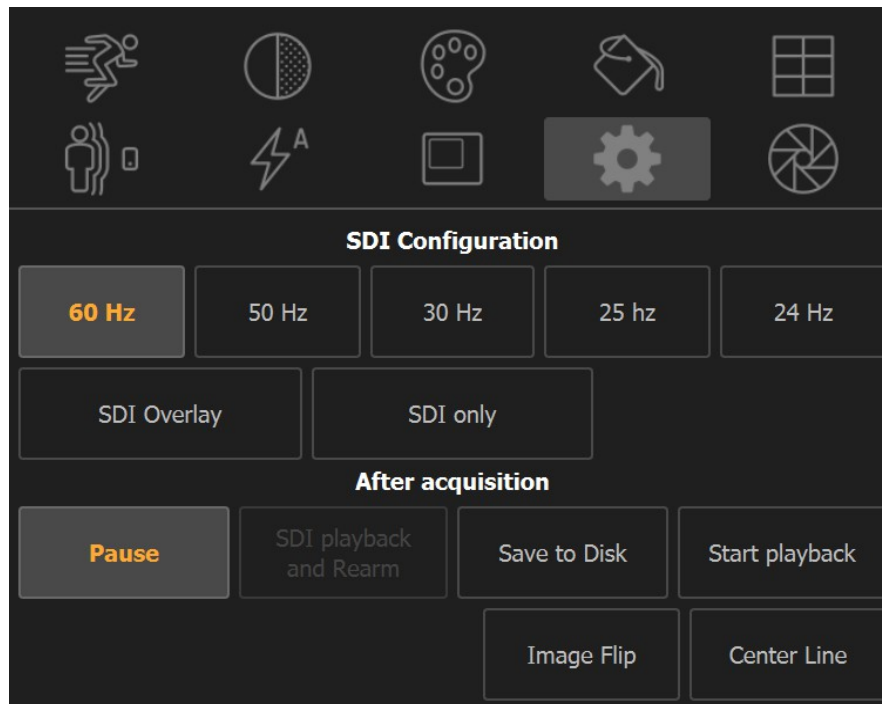 A
SDI Configuration
60 Hz
50 Hz
30 Hz
25 hz
24 Hz
SDI Overlay
SDI only
After acquisition
Pause
SDI playback
and Rearm
Save to Disk
Start playback
Image Flip
Center Line